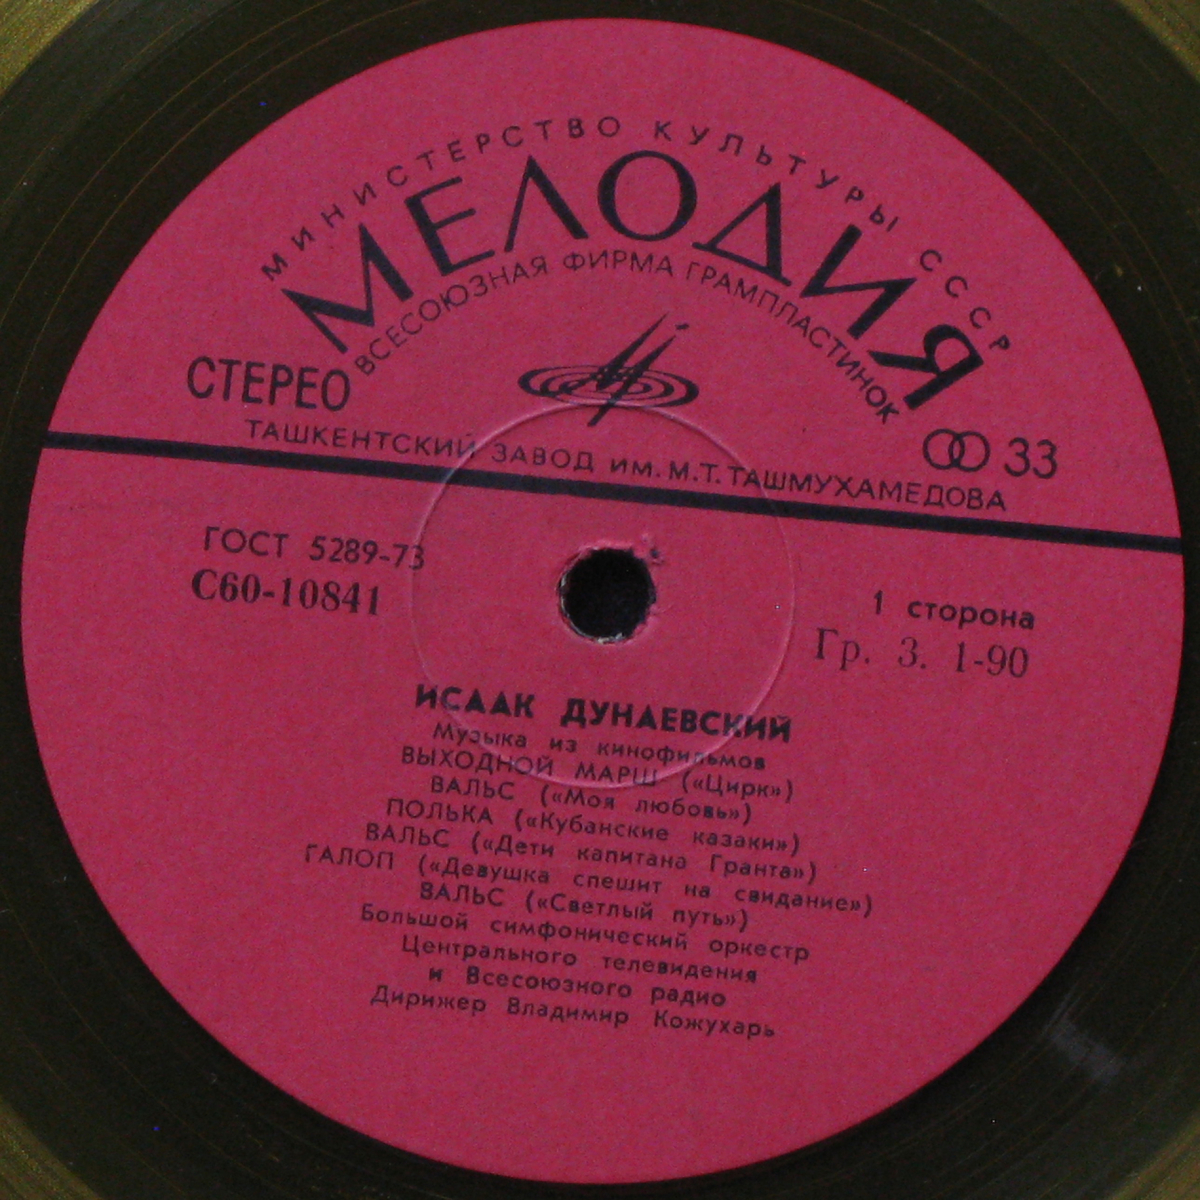 МИНИСТЕРСТВО КУЛЬТУРЫ СССР
МЕЛОДИЯ
ВСЕСОЮЗНАЯ ФИРМА ГРАМПЛАСТИНОК
СТЕРЕО
33
ТАШКЕНТСКИЙ ЗАВОД ИМ. М.Т. ТАШМУХАМЕДОВА
ГОСТ 5289-73
С60-10841
1 сторона
Гр. 3. 1-90
ИСААК ДУНАЕВСКИЙ
Музыка из кинофильмов
ВЫХОДНОЙ МАРШ («Цирк»)
ВАЛЬС («Моя любовь»)
ПОЛЬКА («Кубанские казаки»)
ВАЛЬС («Дети капитана Гранта»)
ГАЛОП («Девушка спешит на свидание»)
ВАЛЬС («Светлый путь»)
Большой симфонический оркестр
Центрального телевидения
и Всесоюзного радио
Дирижер Владимир Кожухарь